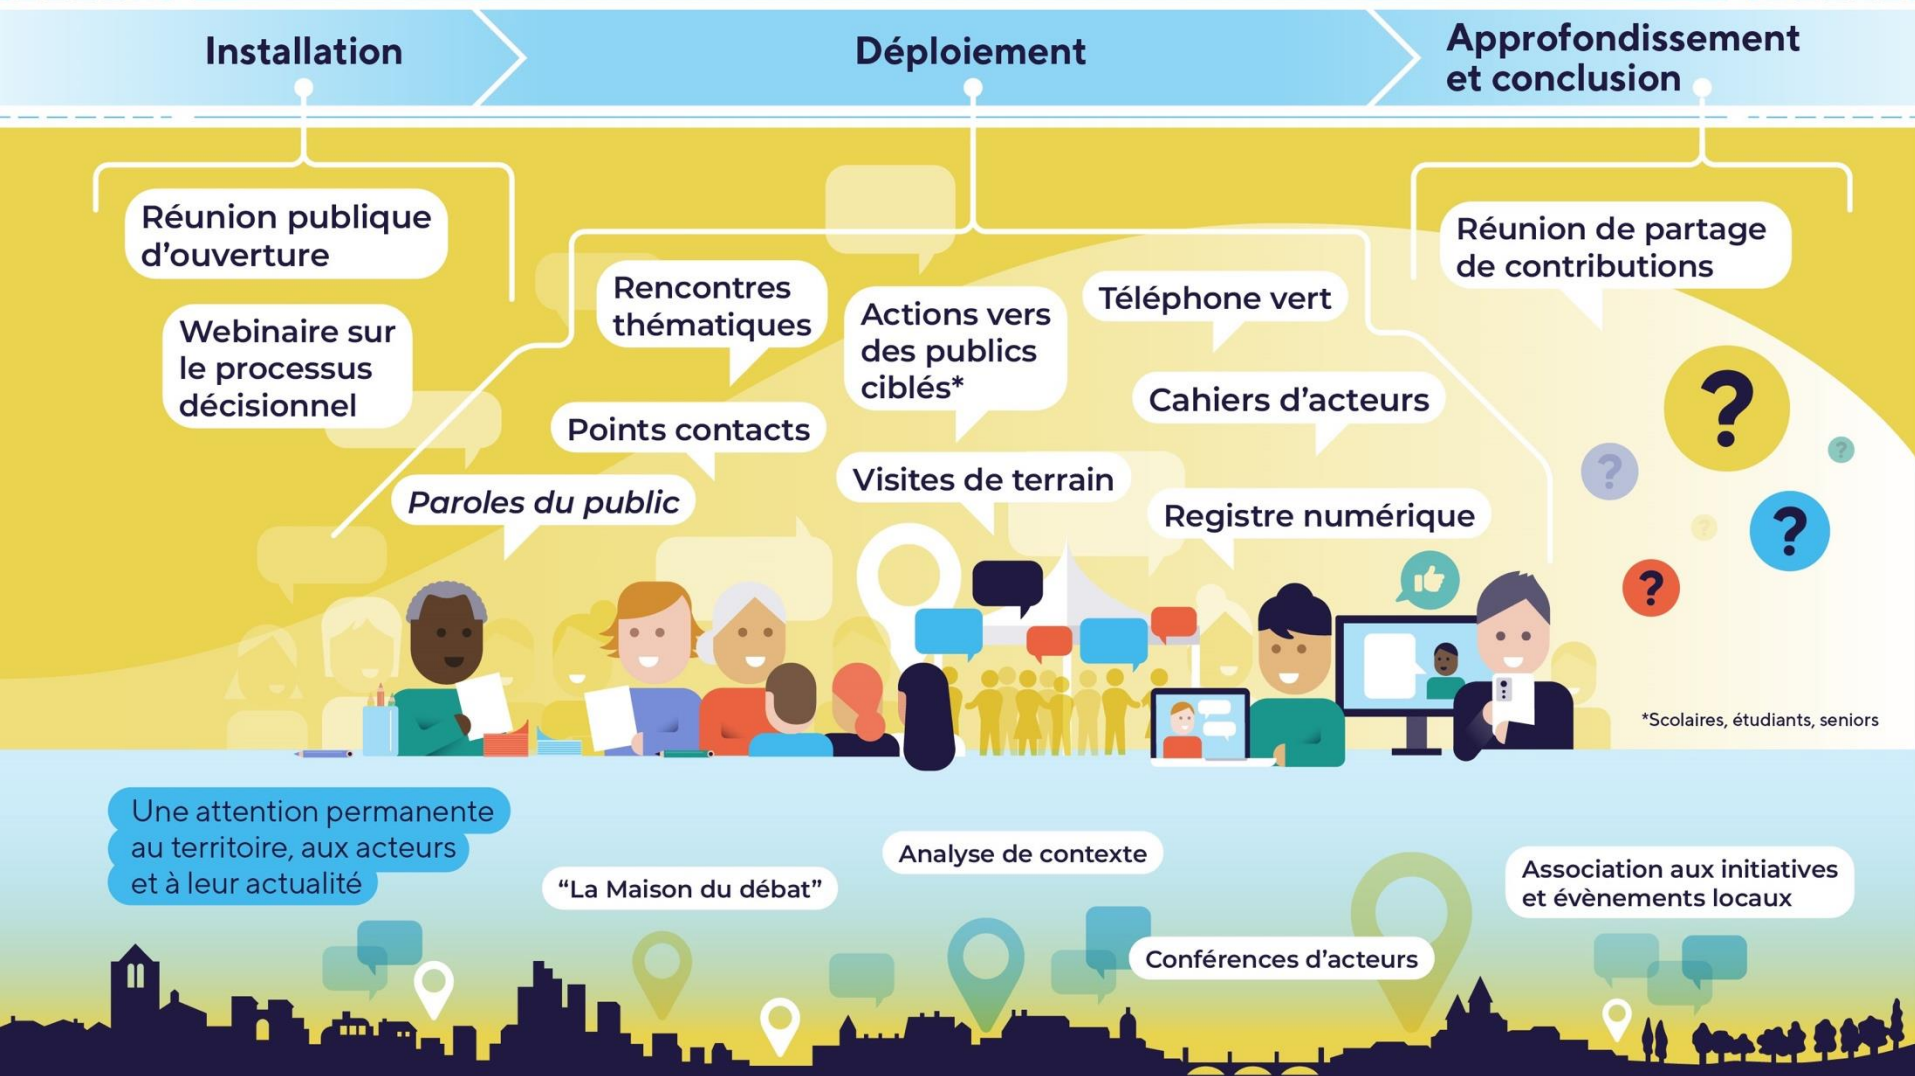 Installation
Déploiement
Approfondissement
et conclusion
Réunion publique
d’ouverture
Webinaire sur
le processus
décisionnel
Rencontres
thématiques
Points contacts
Paroles du public
Actions vers
des publics
ciblés*
Visites de terrain
Téléphone vert
Cahiers d’acteurs
Registre numérique
Réunion de partage
de contributions
?
?
?
?
?
?
*Scolaires, étudiants, seniors
Une attention permanente
au territoire, aux acteurs
et à leur actualité
“La Maison du débat”
Analyse de contexte
Conférences d’acteurs
Association aux initiatives
et évènements locaux